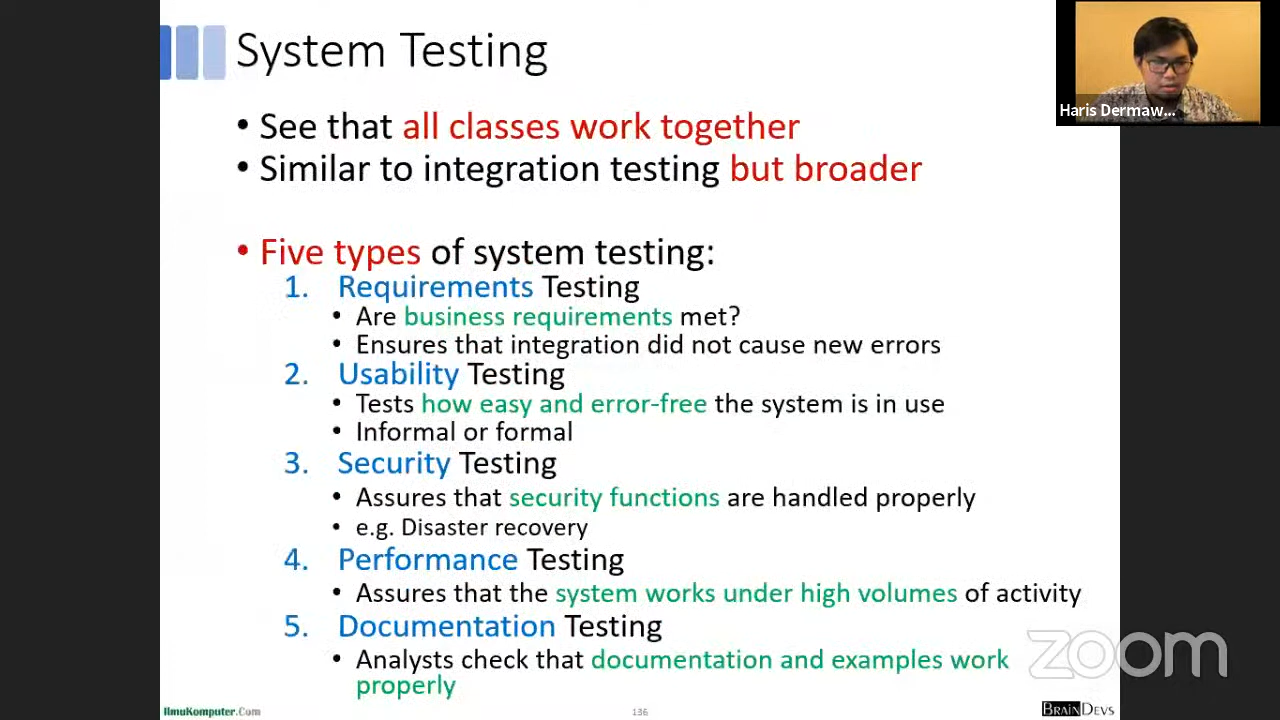 System Testing
Haris Dermaw...
• See that all classes work together
• Similar to integration testing but broader
• Five types of system testing:
1. Requirements Testing
• Are business requirements met?
• Ensures that integration did not cause new errors
2. Usability Testing
• Tests how easy and error-free the system is in use
• Informal or formal
3. Security Testing
• Assures that security functions are handled properly
• e.g. Disaster recovery
4. Performance Testing
• Assures that the system works under high volumes of activity
5. Documentation Testing
• Analysts check that documentation and examples work
properly
zoom
IlmuKomputer.Com
136
BRAINDEVS